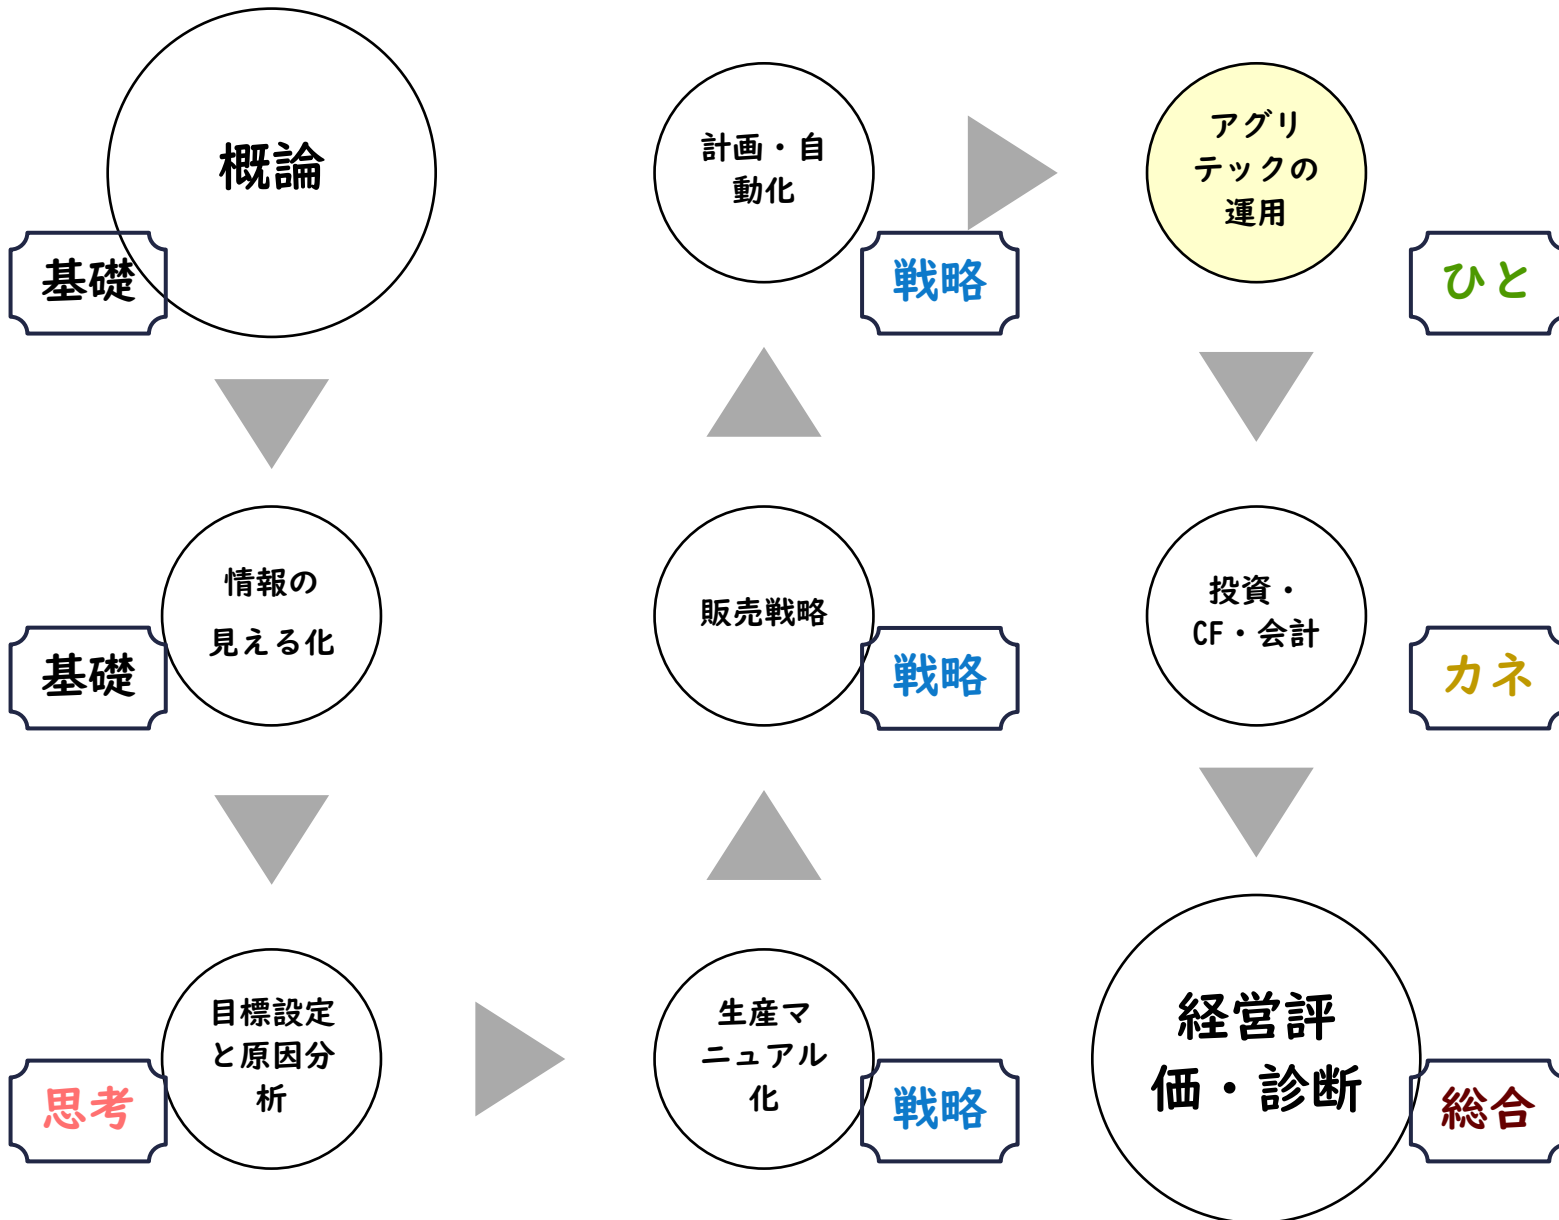 概論
基礎
情報の
見える化
基礎
目標設定
と原因分
析
思考
生産マ
ニュアル
化
戦略
販売戦略
戦略
計画・自
動化
戦略
アグリ
テックの
運用
ひと
投資・
CF・会計
カネ
経営評
価・診断
総合